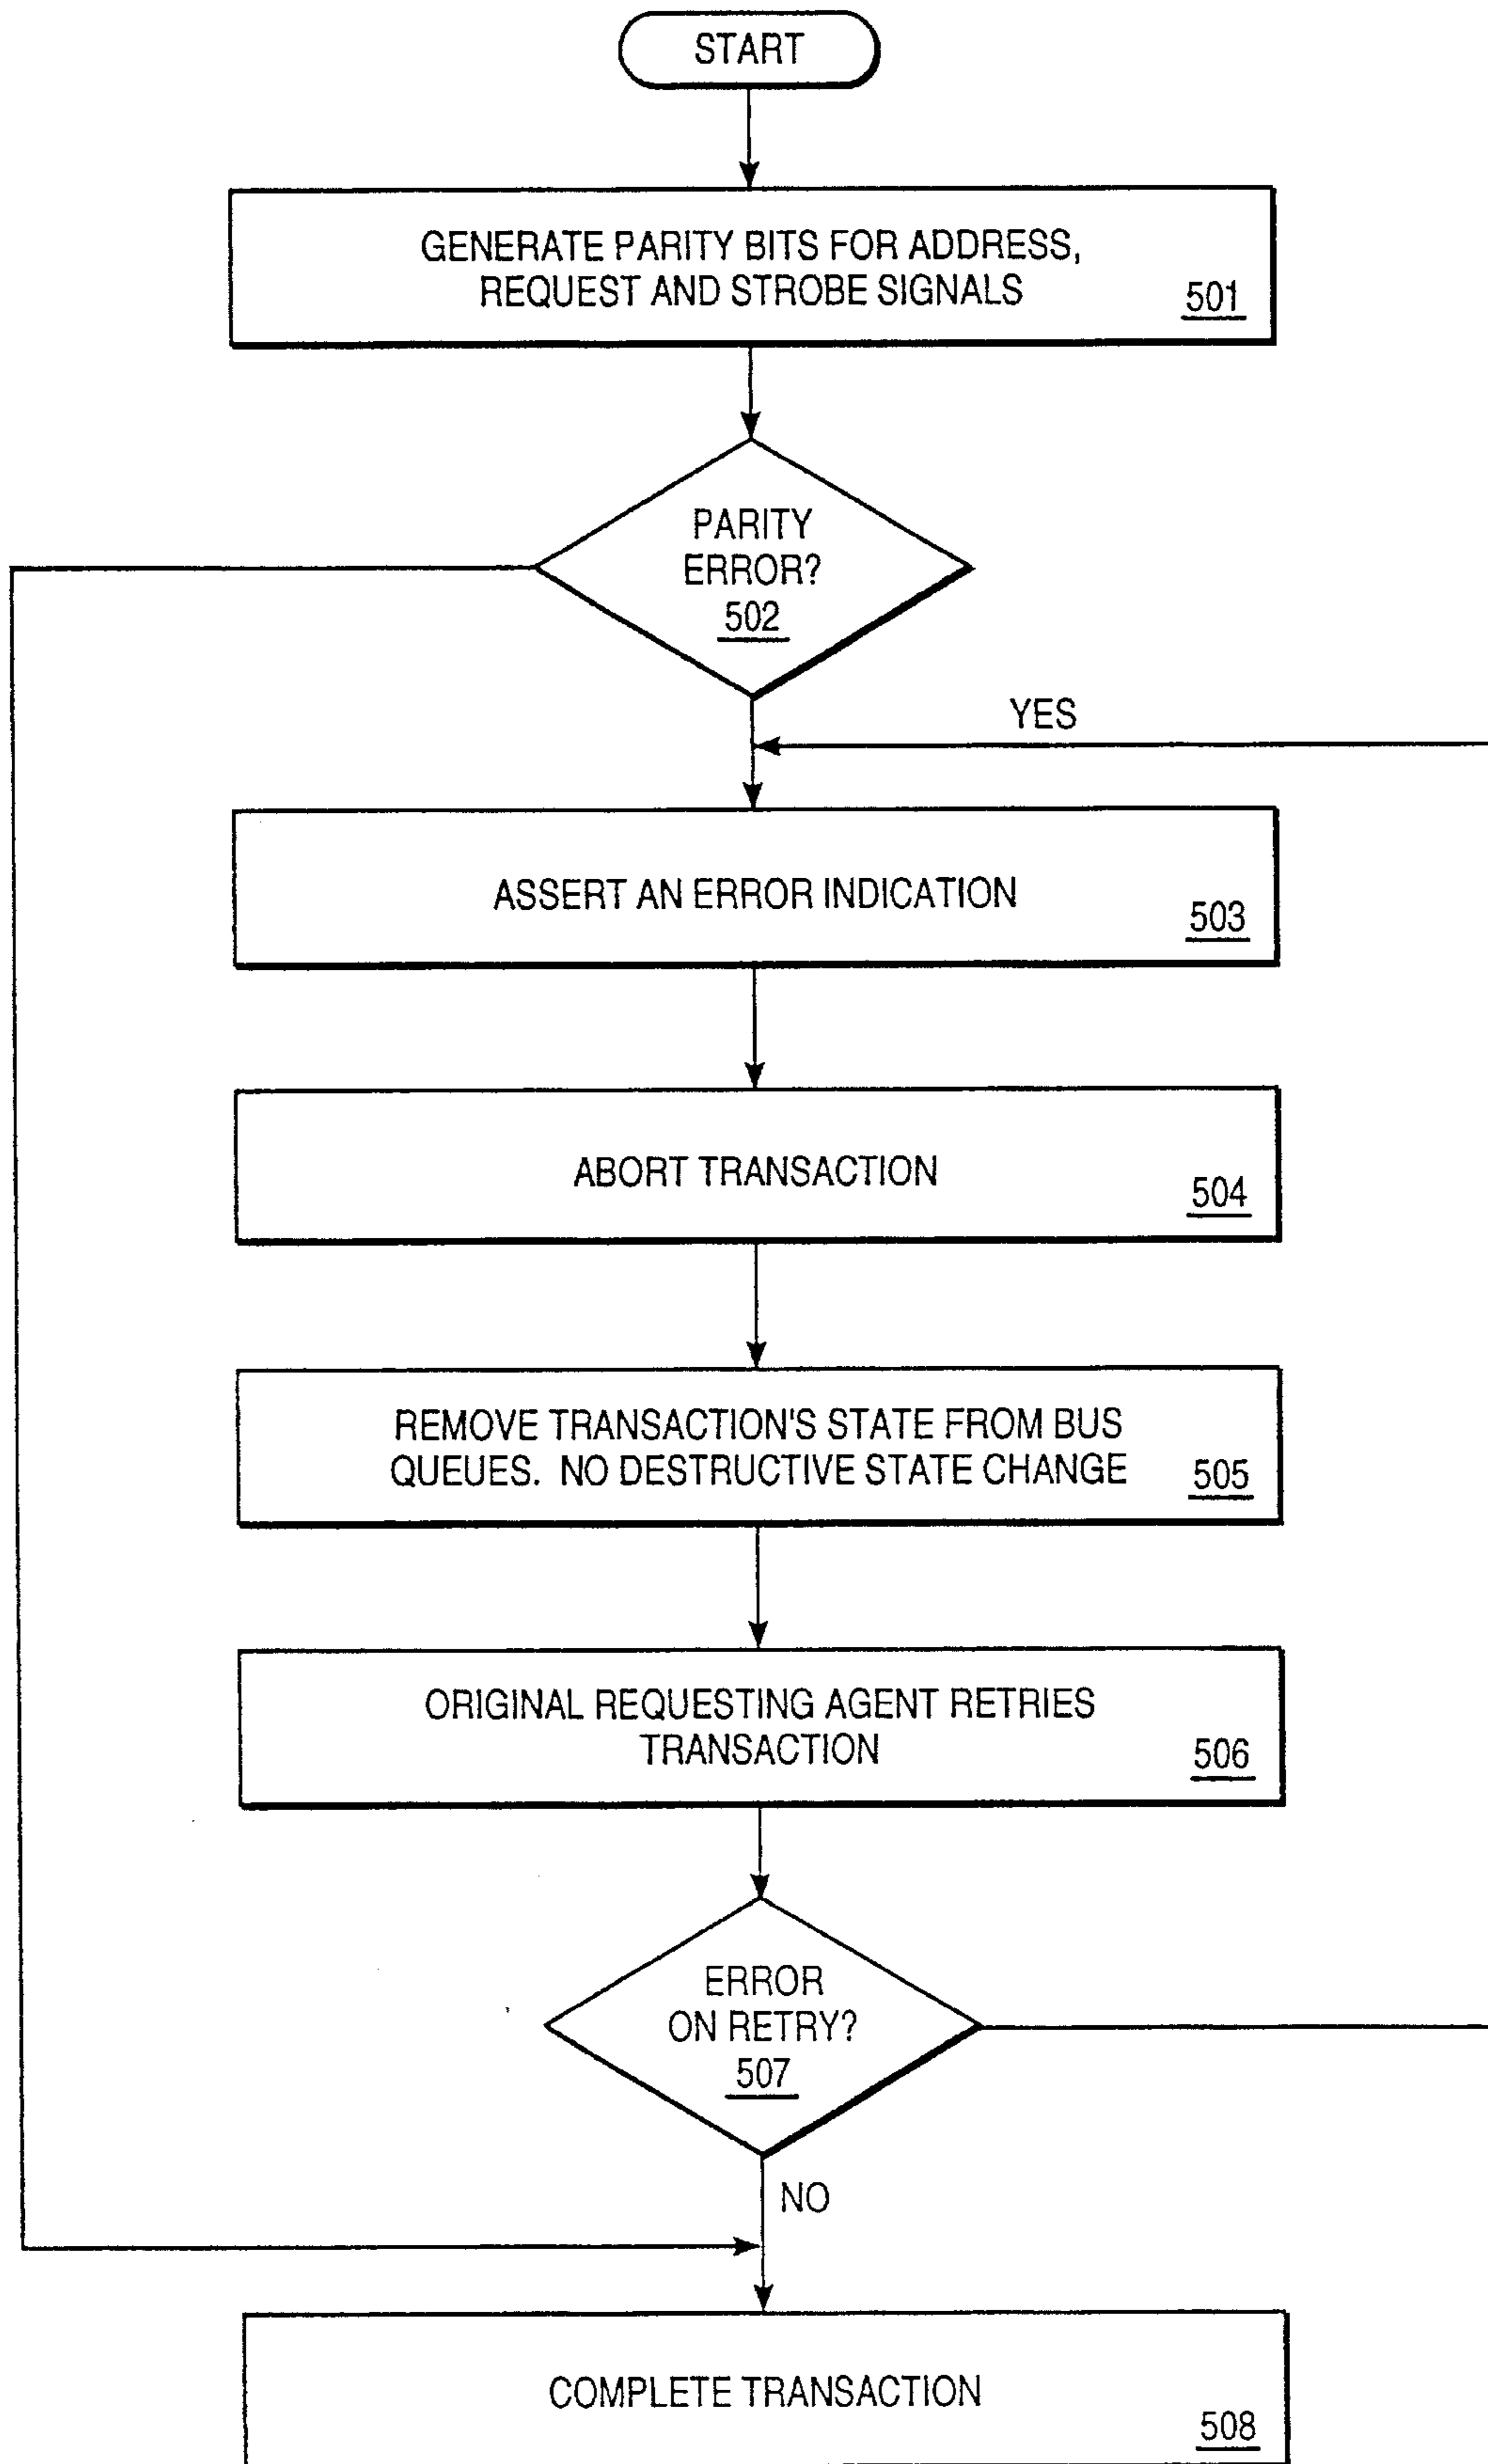 START
GENERATE PARITY BITS FOR ADDRESS,
REQUEST AND STROBE SIGNALS
501
PARITY
ERROR?
502
YES
ASSERT AN ERROR INDICATION
503
ABORT TRANSACTION
504
REMOVE TRANSACTION'S STATE FROM BUS
QUEUES. NO DESTRUCTIVE STATE CHANGE
505
ORIGINAL REQUESTING AGENT RETRIES
TRANSACTION
506
ERROR
ON RETRY?
507
NO
COMPLETE TRANSACTION
508